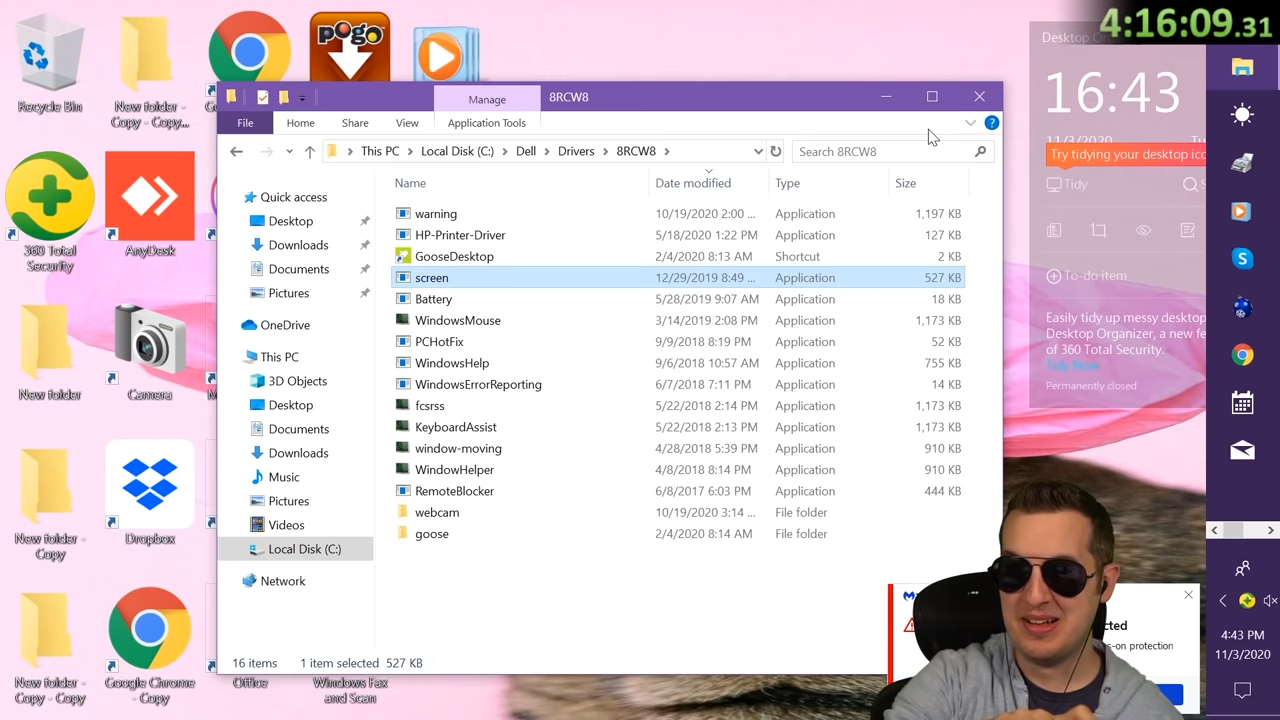 4:16:09.31
Recycle Bin
New folder -
Copy - Copy...
pogo
360 Total
Security
AnyDesk
New folder
Camera
New folder -
Copy
Dropbox
New folder -
Copy - Copy
Google Chrome
- Copy
Office
Windows Fax
and Scan
Manage
8RCW8
File
Home
Share
View
Application Tools
This PC
Local Disk (C:)
Dell
Drivers
8RCW8
Search 8RCW8
Quick access
Desktop
Downloads
Documents
Pictures
OneDrive
This PC
3D Objects
Desktop
Documents
Downloads
Music
Pictures
Videos
Local Disk (C:)
Network
Name Date modified Type Size
warning 10/19/2020 2:00 ... Application 1,197 KB
HP-Printer-Driver 5/18/2020 1:22 PM Application 127 KB
GooseDesktop 2/4/2020 8:13 AM Shortcut 2 KB
screen 12/29/2019 8:49 ... Application 527 KB
Battery 5/28/2019 9:07 AM Application 18 KB
WindowsMouse 3/14/2019 2:08 PM Application 1,173 KB
PCHotFix 9/9/2018 8:19 PM Application 52 KB
WindowsHelp 9/6/2018 10:57 AM Application 755 KB
WindowsErrorReporting 6/7/2018 7:11 PM Application 14 KB
fcsrss 5/22/2018 2:14 PM Application 1,173 KB
KeyboardAssist 5/22/2018 2:13 PM Application 1,173 KB
window-moving 4/28/2018 5:39 PM Application 910 KB
WindowHelper 4/8/2018 8:14 PM Application 910 KB
RemoteBlocker 6/8/2017 6:03 PM Application 444 KB
webcam 10/19/2020 3:14 ... File folder
goose 2/4/2020 8:14 AM File folder
16 items 1 item selected 527 KB
Desktop
16:43
11/3/2020
Try tidying your desktop
Tidy
To-do item
Easily tidy up messy desktop
Desktop Organizer, a new
of 360 Total Security.
Tidy Now
Permanently closed
protection
4:43 PM
11/3/2020